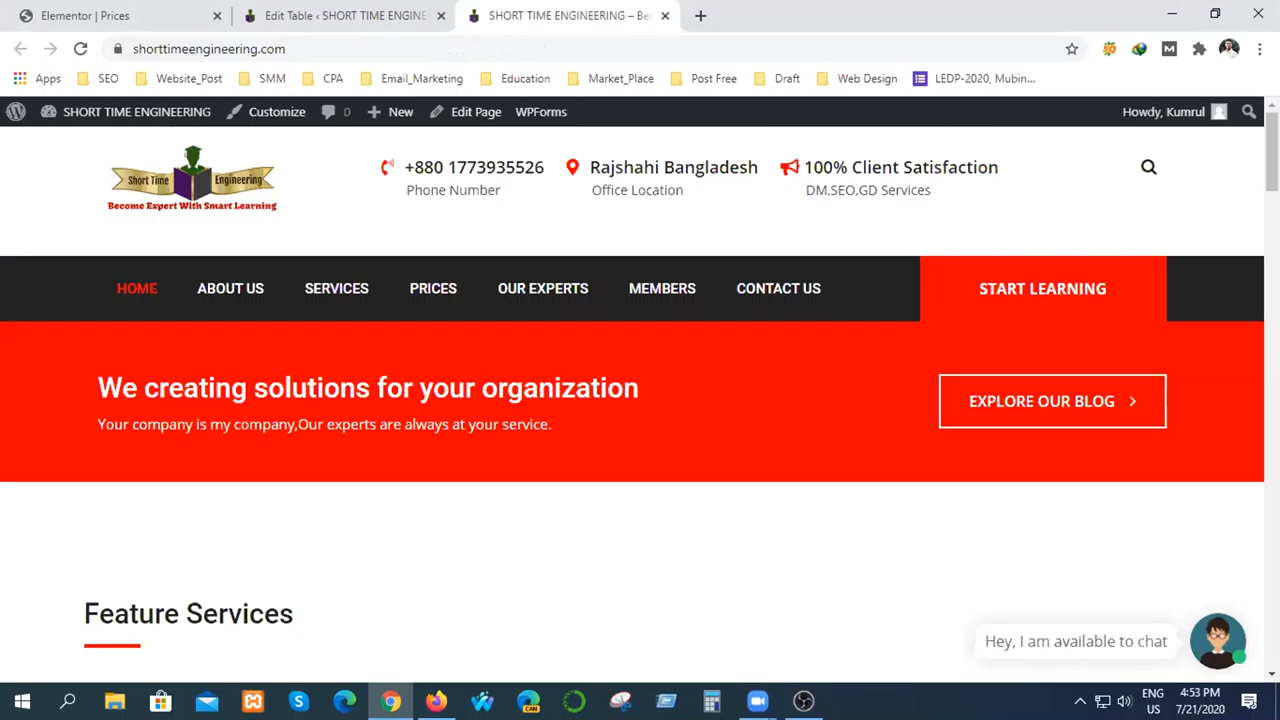 Elementor | Prices
Edit Table ‹ SHORT TIME ENGINE
SHORT TIME ENGINEERING – Be
shorttimeengineering.com
Apps SEO Website_Post SMM CPA Email_Marketing Education Market_Place Post Free Draft Web Design LEDP-2020, Mubin...
SHORT TIME ENGINEERING Customize 0 New Edit Page WPForms Howdy, Kumrul
Short Time Engineering
Become Expert With Smart Learning
+880 1773935526
Phone Number
Rajshahi Bangladesh
Office Location
100% Client Satisfaction
DM,SEO,GD Services
HOME ABOUT US SERVICES PRICES OUR EXPERTS MEMBERS CONTACT US START LEARNING
We creating solutions for your organization
Your company is my company,Our experts are always at your service.
EXPLORE OUR BLOG
Feature Services
Hey, I am available to chat
CAN
ENG
US
4:53 PM
7/21/2020